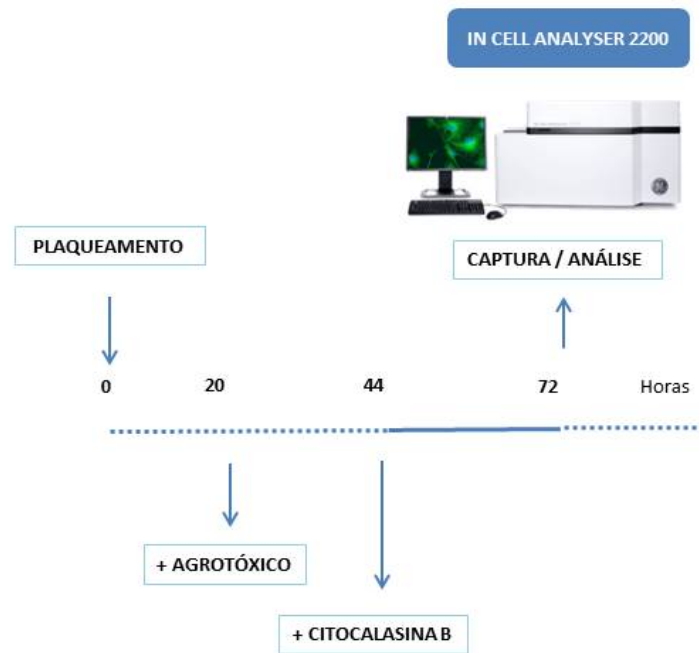 IN CELL ANALYSER 2200
PLAQUEAMENTO
CAPTURA / ANÁLISE
0 20 44 72 Horas
+ AGROTÓXICO
+ CITOCALASINA B